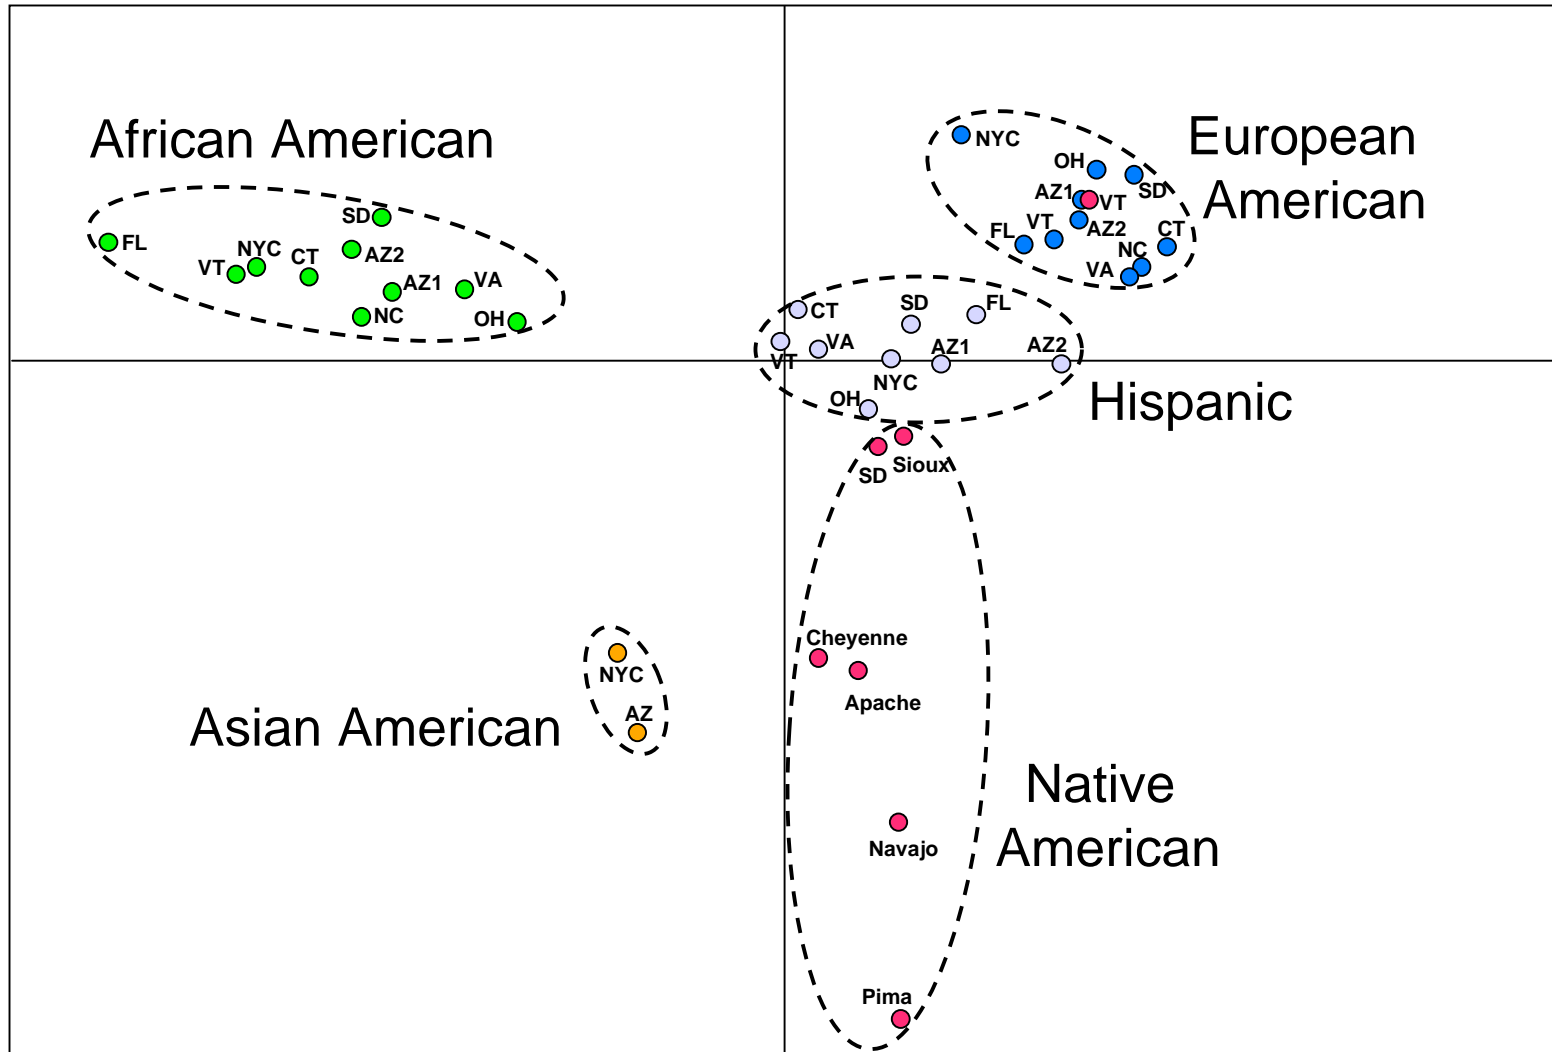 African American
SD
FL
NYC
VT
CT
AZ2
AZ1
VA
NC
OH
European
American
NYC
OH
SD
AZ1
VT
AZ2
VT
FL
CT
NC
VA
CT
SD
FL
VA
VT
AZ1
AZ2
NYC
OH
Hispanic
SD
Sioux
Cheyenne
Apache
Navajo
Pima
Native
American
NYC
AZ
Asian American